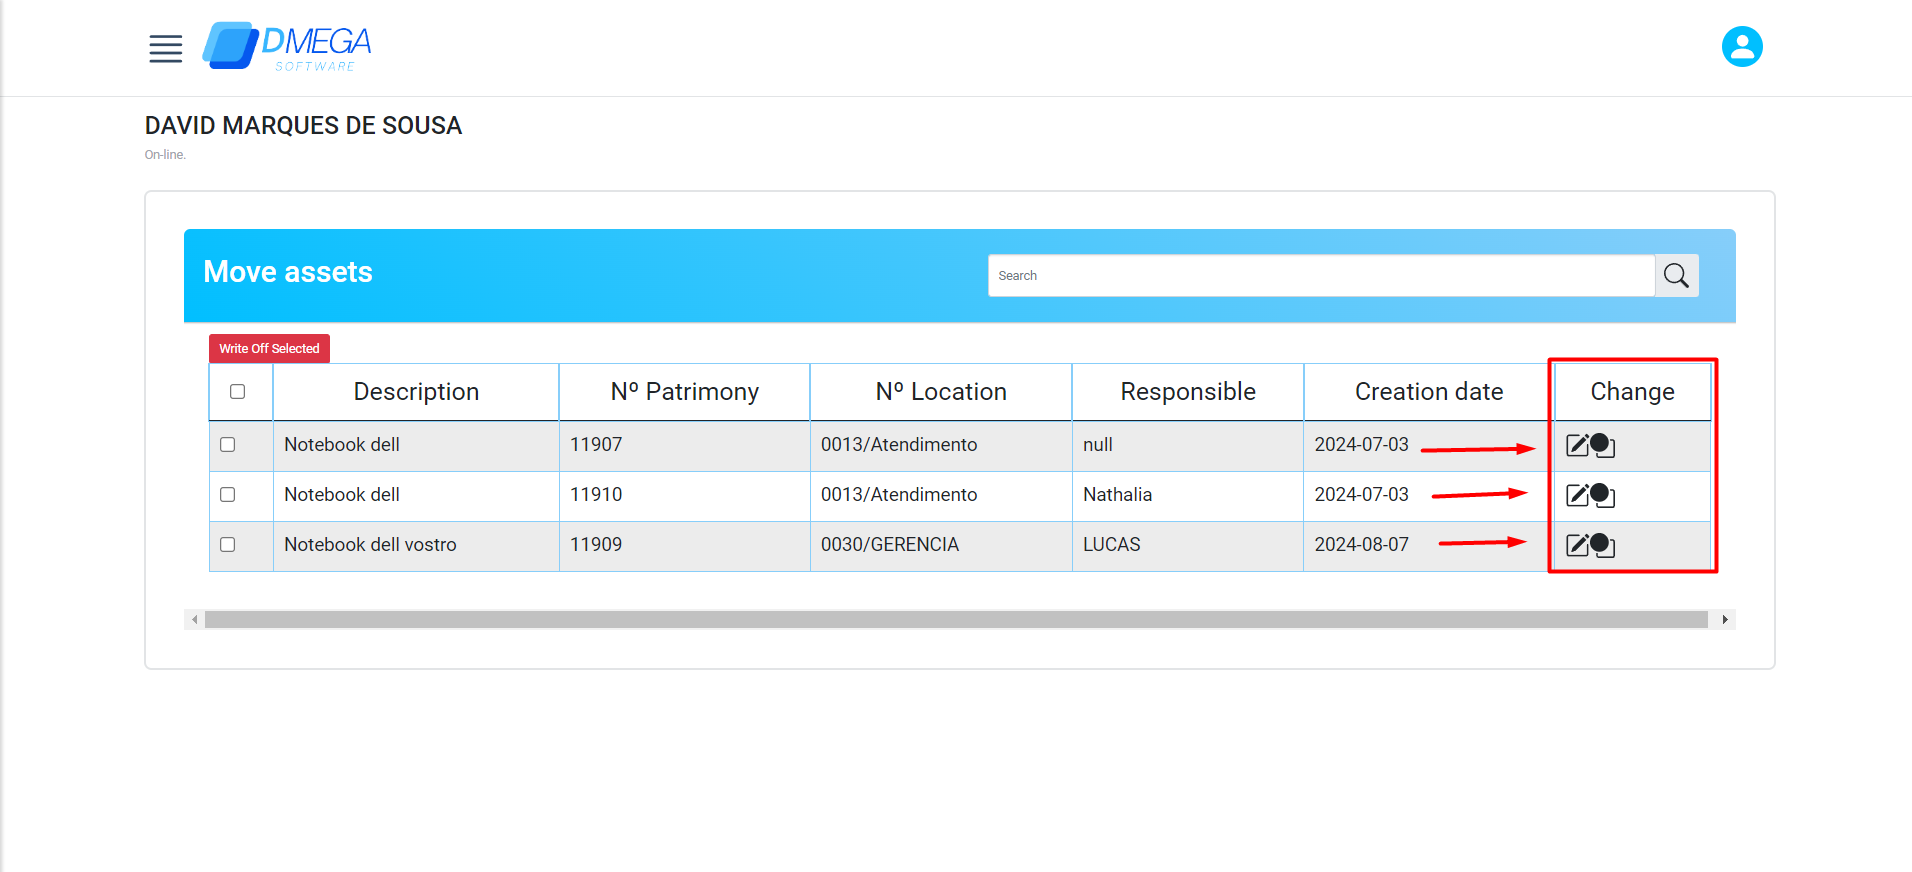 DMEGA
SOFTWARE
DAVID MARQUES DE SOUSA
On-line.
Move assets
Search
Write Off Selected
Description Nº Patrimony Nº Location Responsible Creation date Change
Notebook dell 11907 0013/Atendimento null 2024-07-03
Notebook dell 11910 0013/Atendimento Nathalia 2024-07-03
Notebook dell vostro 11909 0030/GERENCIA LUCAS 2024-08-07